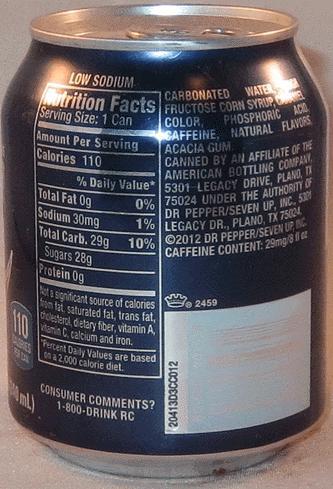 LOW SODIUM
Nutrition Facts
Serving Size: 1 Can
Amount Per Serving
Calories 110
% Daily Value*
Total Fat 0g 0%
Sodium 30mg 1%
Total Carb. 29g 10%
Sugars 28g
Protein 0g
Not a significant source of calories
from fat, saturated fat, trans fat,
cholesterol, dietary fiber, vitamin A,
vitamin C, calcium and iron.
*Percent Daily Values are based
on a 2,000 calorie diet.
CONSUMER COMMENTS?
1-800-DRINK RC
110
CALORIES
PER CAN
mL)
CARBONATED WATER,
FRUCTOSE CORN SYRUP, CARAMEL
COLOR, PHOSPHORIC ACID,
CAFFEINE, NATURAL FLAVORS,
ACACIA GUM.
CANNED BY AN AFFILIATE OF THE
AMERICAN BOTTLING COMPANY,
5301 LEGACY DRIVE, PLANO, TX
75024 UNDER THE AUTHORITY OF
DR PEPPER/SEVEN UP, INC., 5301
LEGACY DR., PLANO, TX 75024.
©2012 DR PEPPER/SEVEN UP, INC.
CAFFEINE CONTENT: 29mg/8 fl oz
® 2459
20413D3CC012